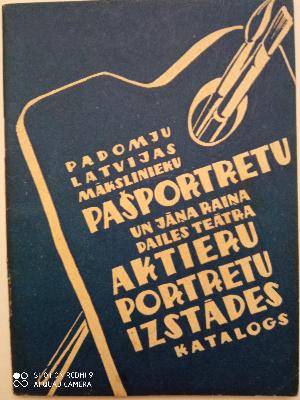 PADOMJU
LATVIJAS
MĀKSLINIEKU
PAŠPORTRETU
UN JĀŅA RAIŅA
DAILES TEĀTRA
AKTIERU
PORTRETU
IZSTĀDES
KATALOGS
SHOT ON REDMI 9
AI QUAD CAMERA